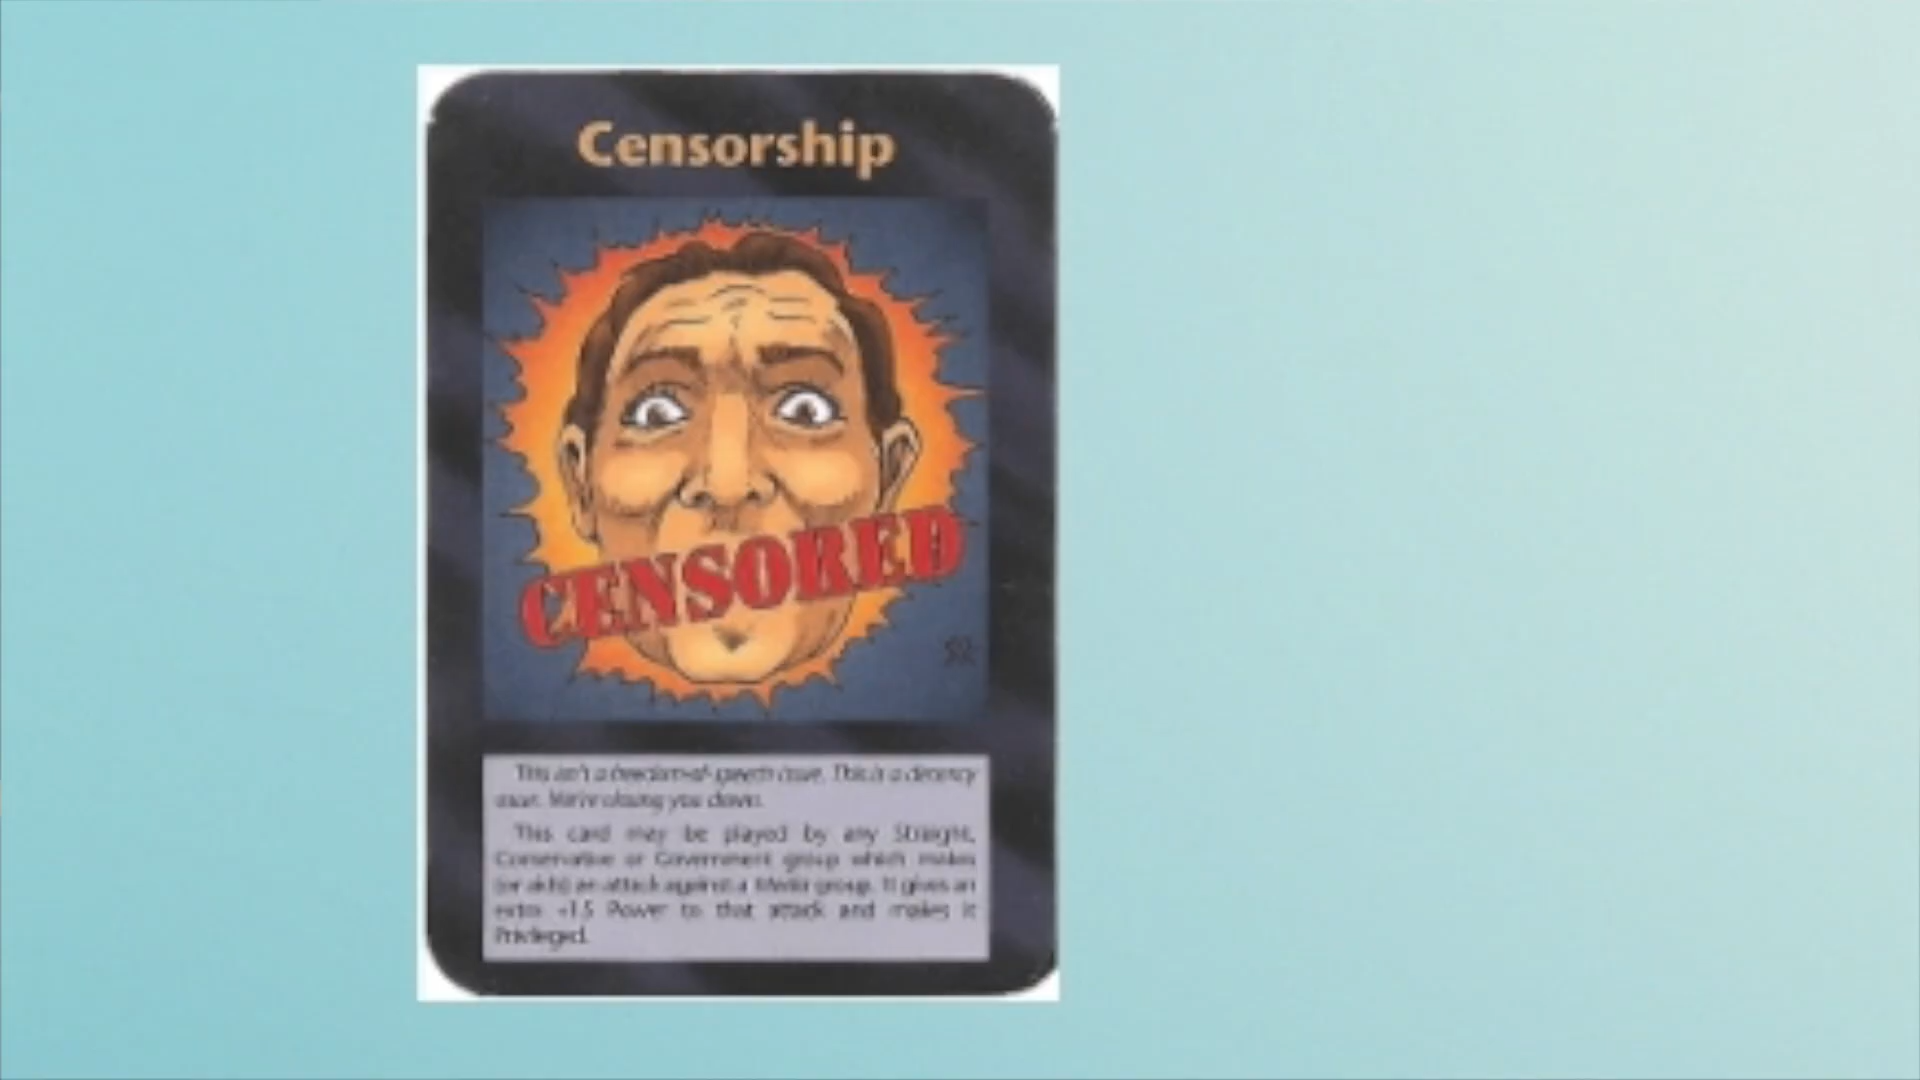 Censorship
CENSORED
This isn't a freedom-of-speech issue. This is a decency
issue. We're closing you down.
This card may be played by any Straight,
Conservative or Government group which makes
(or aids) an attack against a Media group. It gives an
extra +15 Power to that attack and makes it
Privileged.